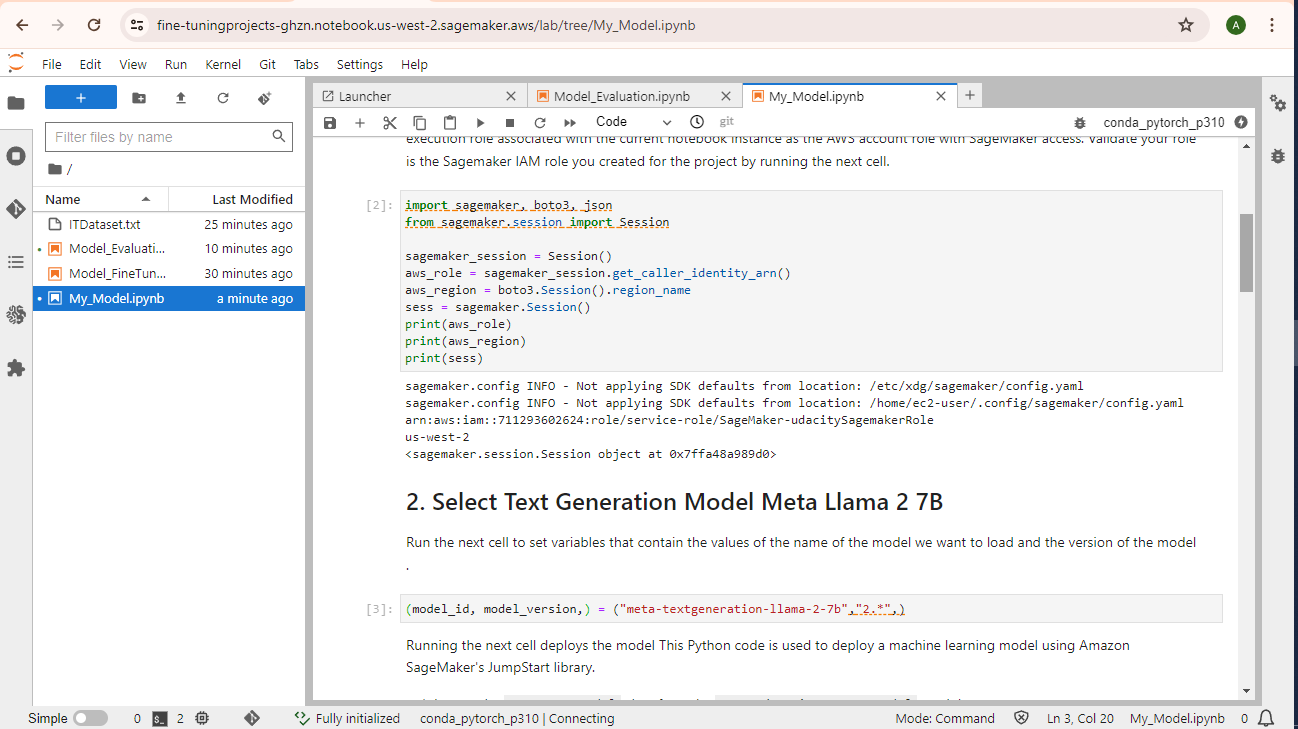 fine-tuningprojects-ghzn.notebook.us-west-2.sagemaker.aws/lab/tree/My_Model.ipynb
A
File Edit View Run Kernel Git Tabs Settings Help
+
Launcher
Model_Evaluation.ipynb
My_Model.ipynb
Code
git
conda_pytorch_p310
Filter files by name
/
Name Last Modified
ITDataset.txt 25 minutes ago
Model_Evaluati... 10 minutes ago
Model_FineTun... 30 minutes ago
My_Model.ipynb a minute ago
execution role associated with the current notebook instance as the AWS account role with SageMaker access. Validate your role
is the Sagemaker IAM role you created for the project by running the next cell.
[2]:
import sagemaker, boto3, json
from sagemaker.session import Session
sagemaker_session = Session()
aws_role = sagemaker_session.get_caller_identity_arn()
aws_region = boto3.Session().region_name
sess = sagemaker.Session()
print(aws_role)
print(aws_region)
print(sess)
sagemaker.config INFO - Not applying SDK defaults from location: /etc/xdg/sagemaker/config.yaml
sagemaker.config INFO - Not applying SDK defaults from location: /home/ec2-user/.config/sagemaker/config.yaml
arn:aws:iam::711293602624:role/service-role/SageMaker-udacitySagemakerRole
us-west-2
<sagemaker.session.Session object at 0x7ffa48a989d0>
2. Select Text Generation Model Meta Llama 2 7B
Run the next cell to set variables that contain the values of the name of the model we want to load and the version of the model
.
[3]:
(model_id, model_version,) = ("meta-textgeneration-llama-2-7b","2.*",)
Running the next cell deploys the model This Python code is used to deploy a machine learning model using Amazon
SageMaker's JumpStart library.
Simple 0 2 Fully initialized conda_pytorch_p310 | Connecting Mode: Command Ln 3, Col 20 My_Model.ipynb 0